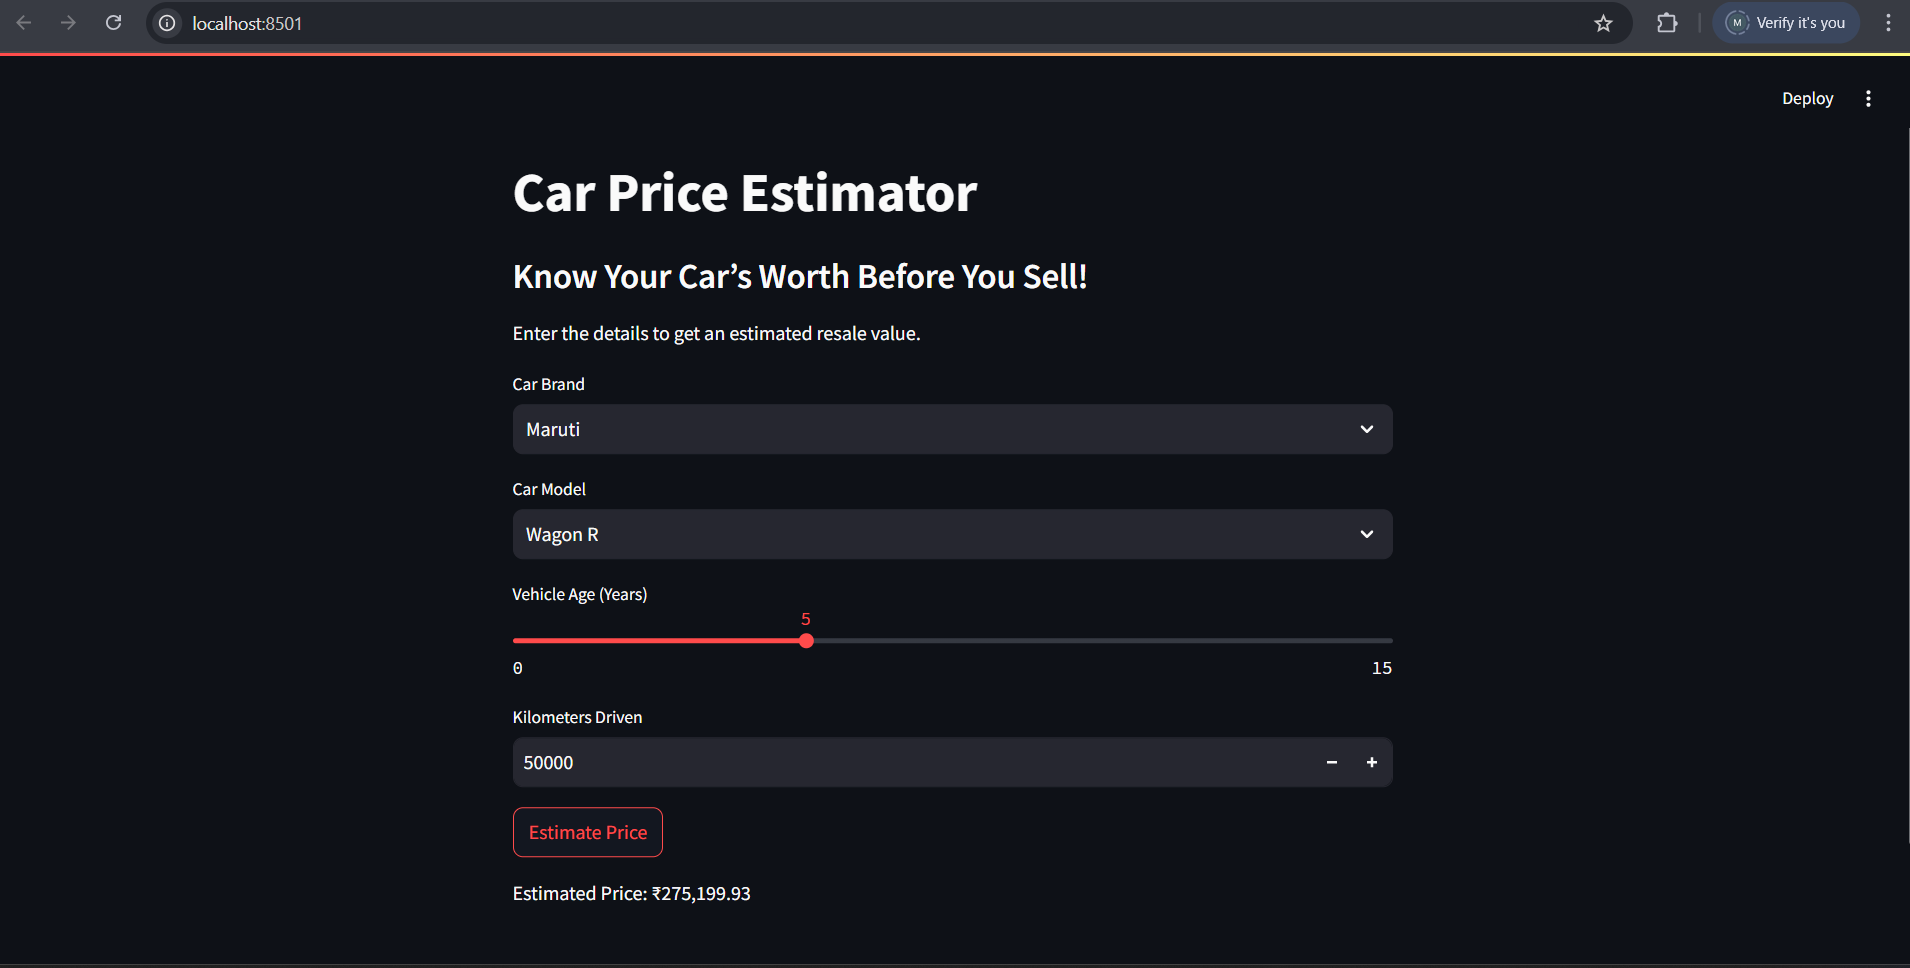 localhost:8501
M Verify it's you
Deploy
Car Price Estimator
Know Your Car’s Worth Before You Sell!
Enter the details to get an estimated resale value.
Car Brand
Maruti
Car Model
Wagon R
Vehicle Age (Years)
5
0 15
Kilometers Driven
50000
Estimate Price
Estimated Price: ₹275,199.93